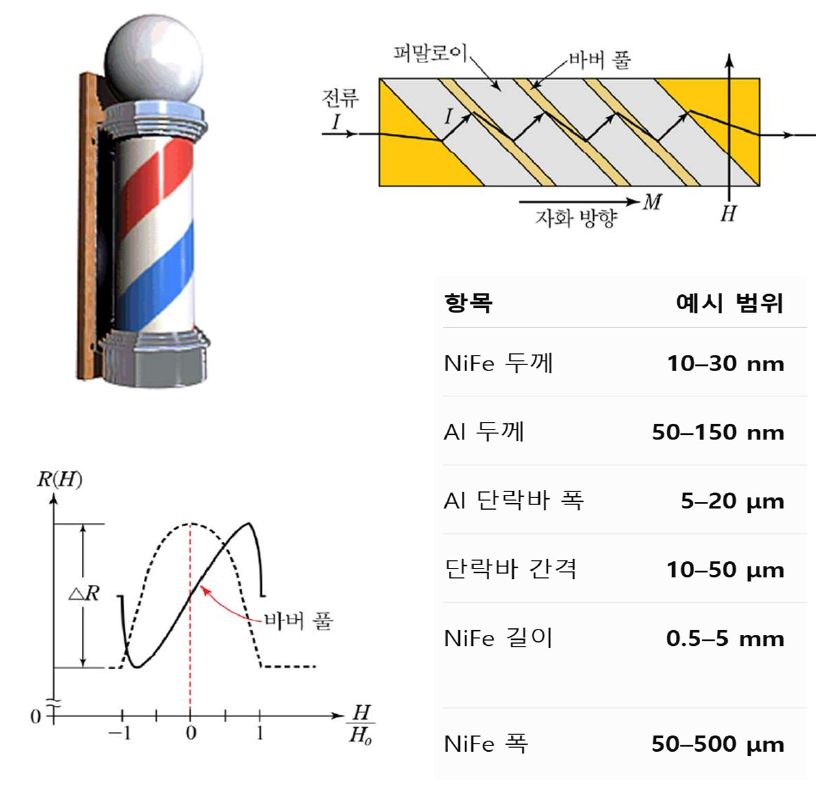 퍼말로이
바버 폴
전류
I
I
자화 방향
M
H
항목 예시 범위
NiFe 두께 10–30 nm
Al 두께 50–150 nm
Al 단락바 폭 5–20 μm
단락바 간격 10–50 μm
NiFe 길이 0.5–5 mm
NiFe 폭 50–500 μm
R(H)
△R
바버 폴
0
−1 0 1
H
H₀